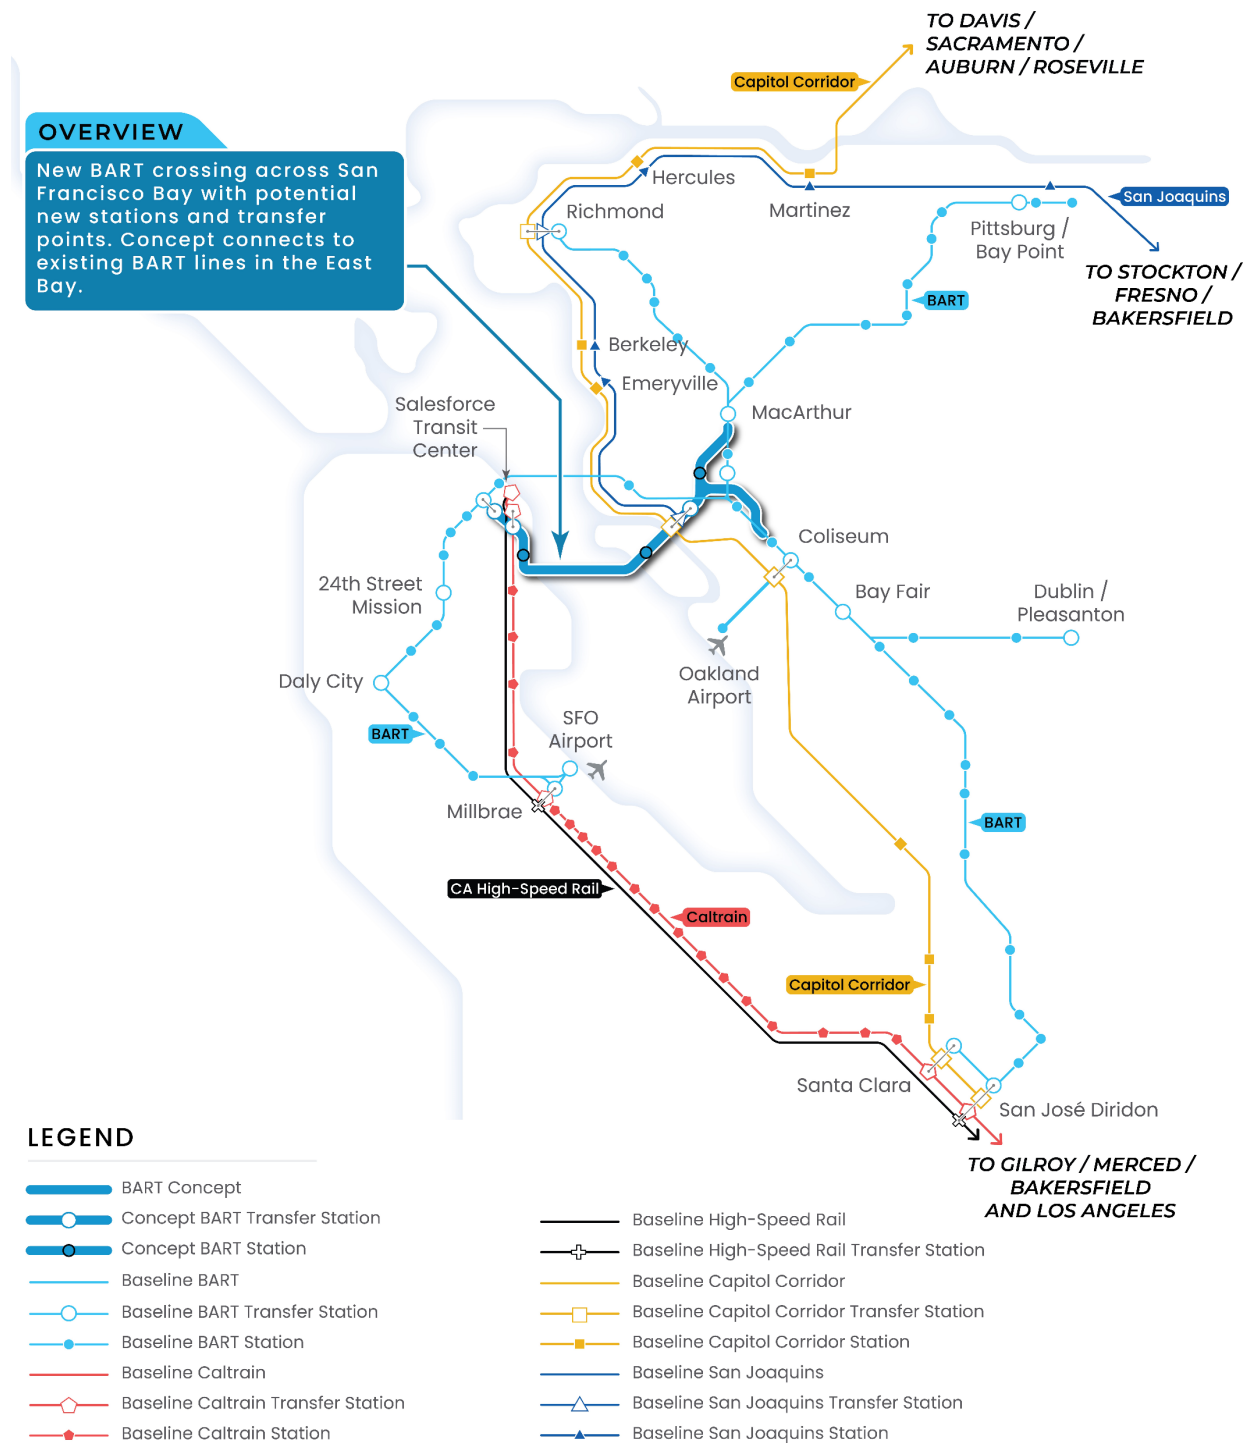 TO DAVIS /
SACRAMENTO /
AUBURN / ROSEVILLE
Capitol Corridor
OVERVIEW
New BART crossing across San
Francisco Bay with potential
new stations and transfer
points. Concept connects to
existing BART lines in the East
Bay.
Hercules
Richmond
Martinez
San Joaquins
Pittsburg /
Bay Point
TO STOCKTON /
FRESNO /
BAKERSFIELD
BART
Berkeley
Emeryville
MacArthur
Salesforce
Transit
Center
Coliseum
24th Street
Mission
Bay Fair
Dublin /
Pleasanton
Oakland
Airport
Daly City
BART
SFO
Airport
Millbrae
BART
CA High-Speed Rail
Caltrain
Capitol Corridor
Santa Clara
San José Diridon
TO GILROY / MERCED /
BAKERSFIELD
AND LOS ANGELES
LEGEND
BART Concept
Concept BART Transfer Station
Concept BART Station
Baseline BART
Baseline BART Transfer Station
Baseline BART Station
Baseline Caltrain
Baseline Caltrain Transfer Station
Baseline Caltrain Station
Baseline High-Speed Rail
Baseline High-Speed Rail Transfer Station
Baseline Capitol Corridor
Baseline Capitol Corridor Transfer Station
Baseline Capitol Corridor Station
Baseline San Joaquins
Baseline San Joaquins Transfer Station
Baseline San Joaquins Station